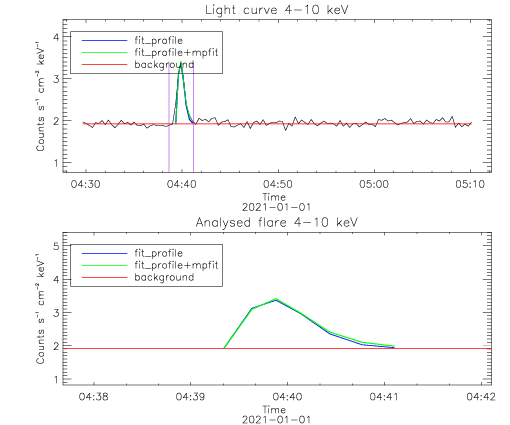 Light curve 4-10 keV
4
3
2
1
Counts s⁻¹ cm⁻² keV⁻¹
fit_profile
fit_profile+mpfit
background
04:30 04:40 04:50 05:00 05:10
Time
2021-01-01
Analysed flare 4-10 keV
5
4
3
2
1
Counts s⁻¹ cm⁻² keV⁻¹
fit_profile
fit_profile+mpfit
background
04:38 04:39 04:40 04:41 04:42
Time
2021-01-01